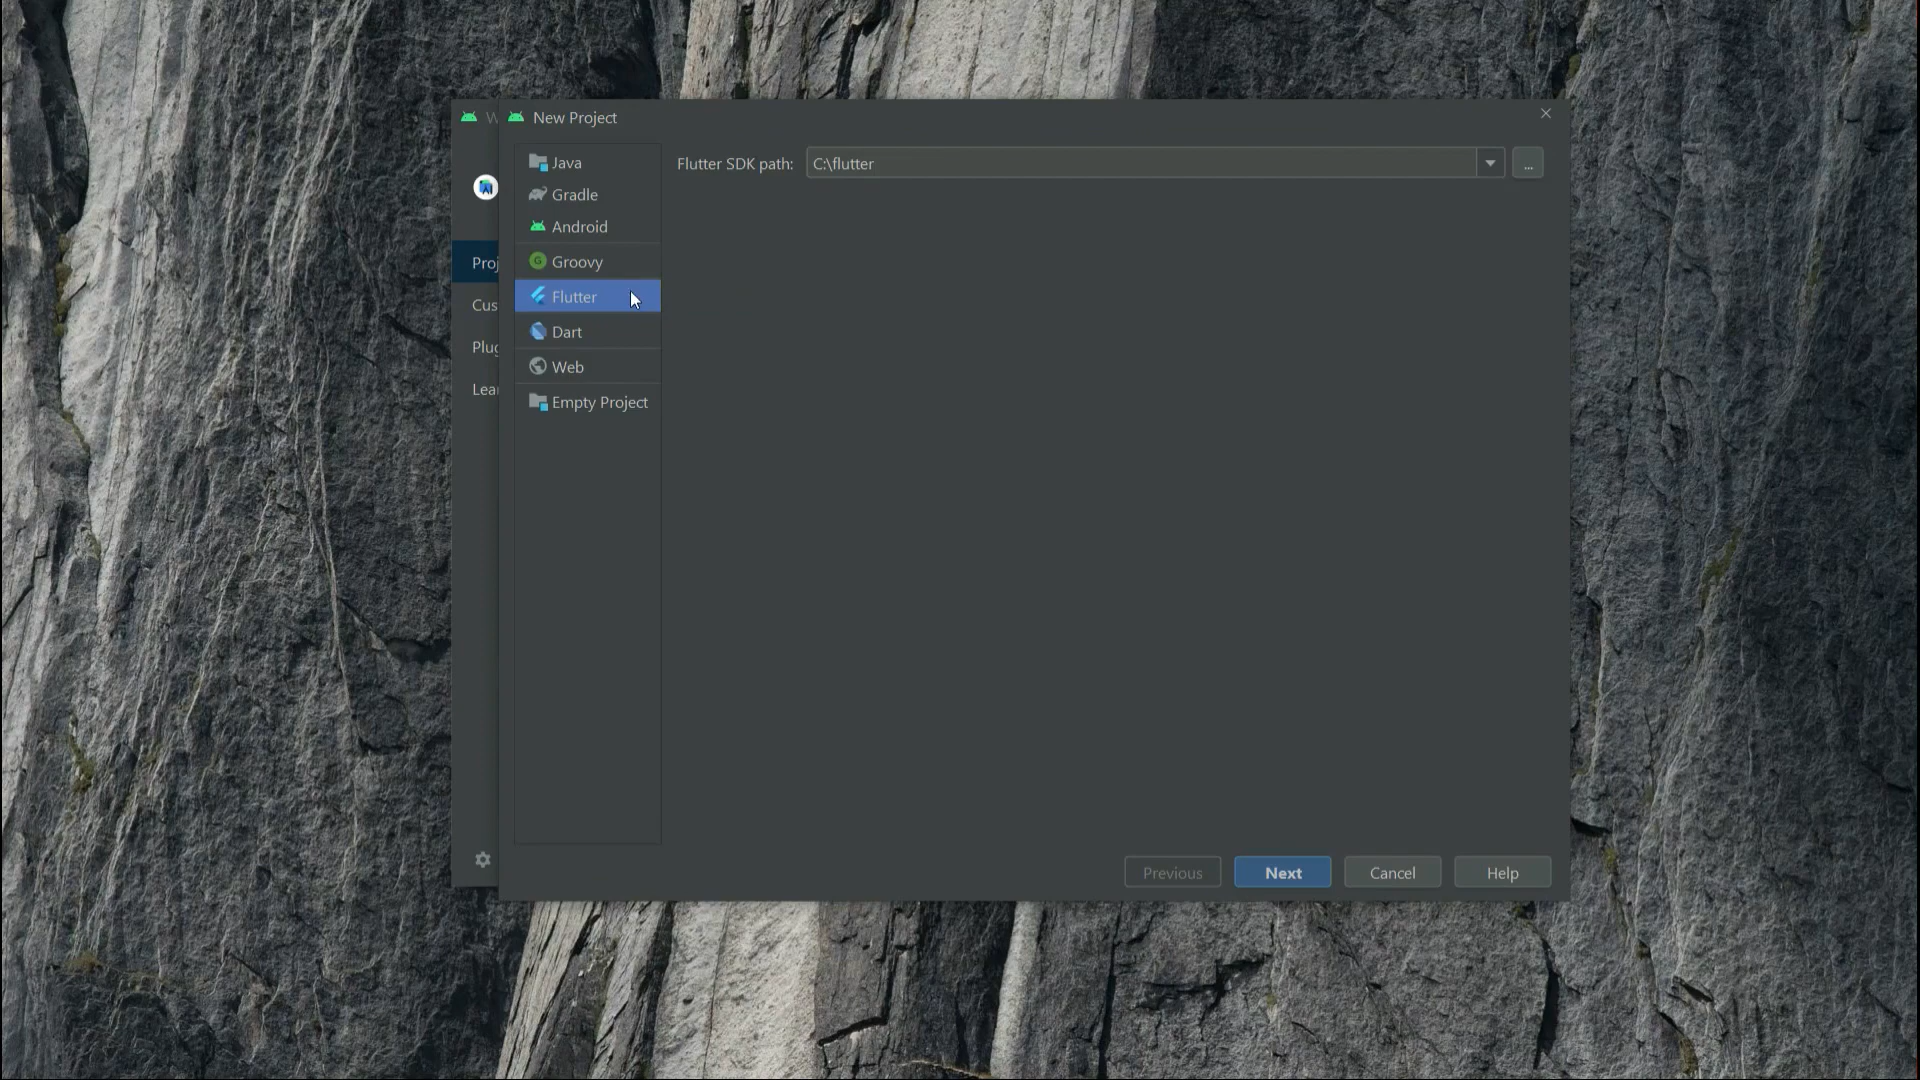 W
New Project
Java
Flutter SDK path:
C:\flutter
...
Gradle
Android
Groovy
Flutter
Dart
Web
Empty Project
Proj
Cus
Plug
Lear
Previous
Next
Cancel
Help